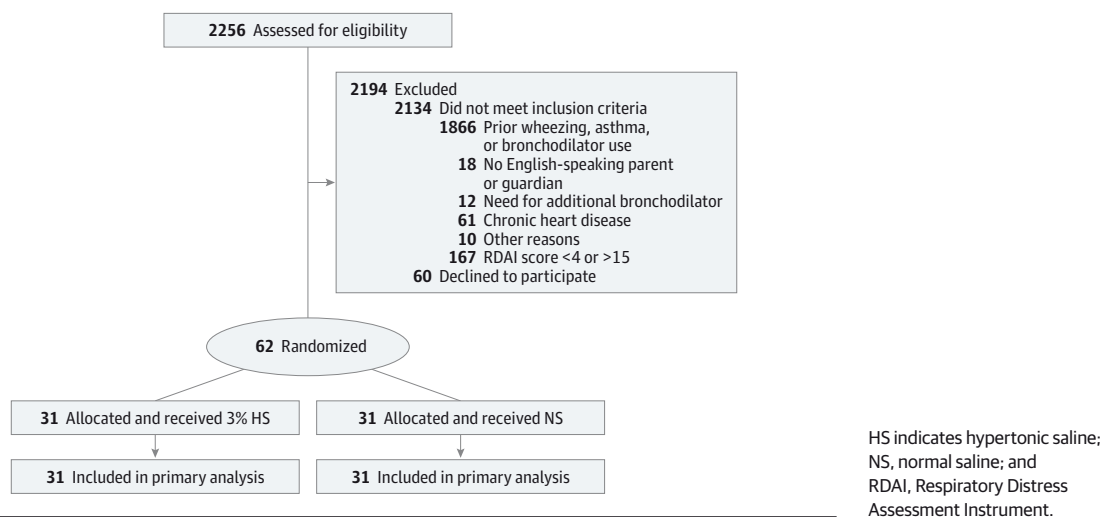 2256 Assessed for eligibility
2194 Excluded
2134 Did not meet inclusion criteria
1866 Prior wheezing, asthma,
or bronchodilator use
18 No English-speaking parent
or guardian
12 Need for additional bronchodilator
61 Chronic heart disease
10 Other reasons
167 RDAI score <4 or >15
60 Declined to participate
62 Randomized
31 Allocated and received 3% HS
31 Allocated and received NS
31 Included in primary analysis
31 Included in primary analysis
HS indicates hypertonic saline;
NS, normal saline; and
RDAI, Respiratory Distress
Assessment Instrument.